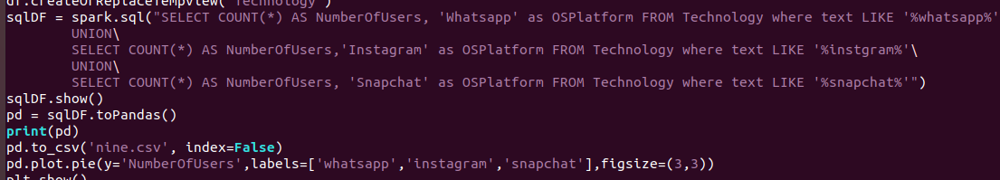 df.createOrReplaceTempView("Technology")
sqlDF = spark.sql("SELECT COUNT(*) AS NumberOfUsers, 'Whatsapp' as OSPlatform FROM Technology where text LIKE '%whatsapp%'
UNION\
SELECT COUNT(*) AS NumberOfUsers,'Instagram' as OSPlatform FROM Technology where text LIKE '%instgram%'\
UNION\
SELECT COUNT(*) AS NumberOfUsers, 'Snapchat' as OSPlatform FROM Technology where text LIKE '%snapchat%'")
sqlDF.show()
pd = sqlDF.toPandas()
print(pd)
pd.to_csv('nine.csv', index=False)
pd.plot.pie(y='NumberOfUsers',labels=['whatsapp','instagram','snapchat'],figsize=(3,3))
plt.show()